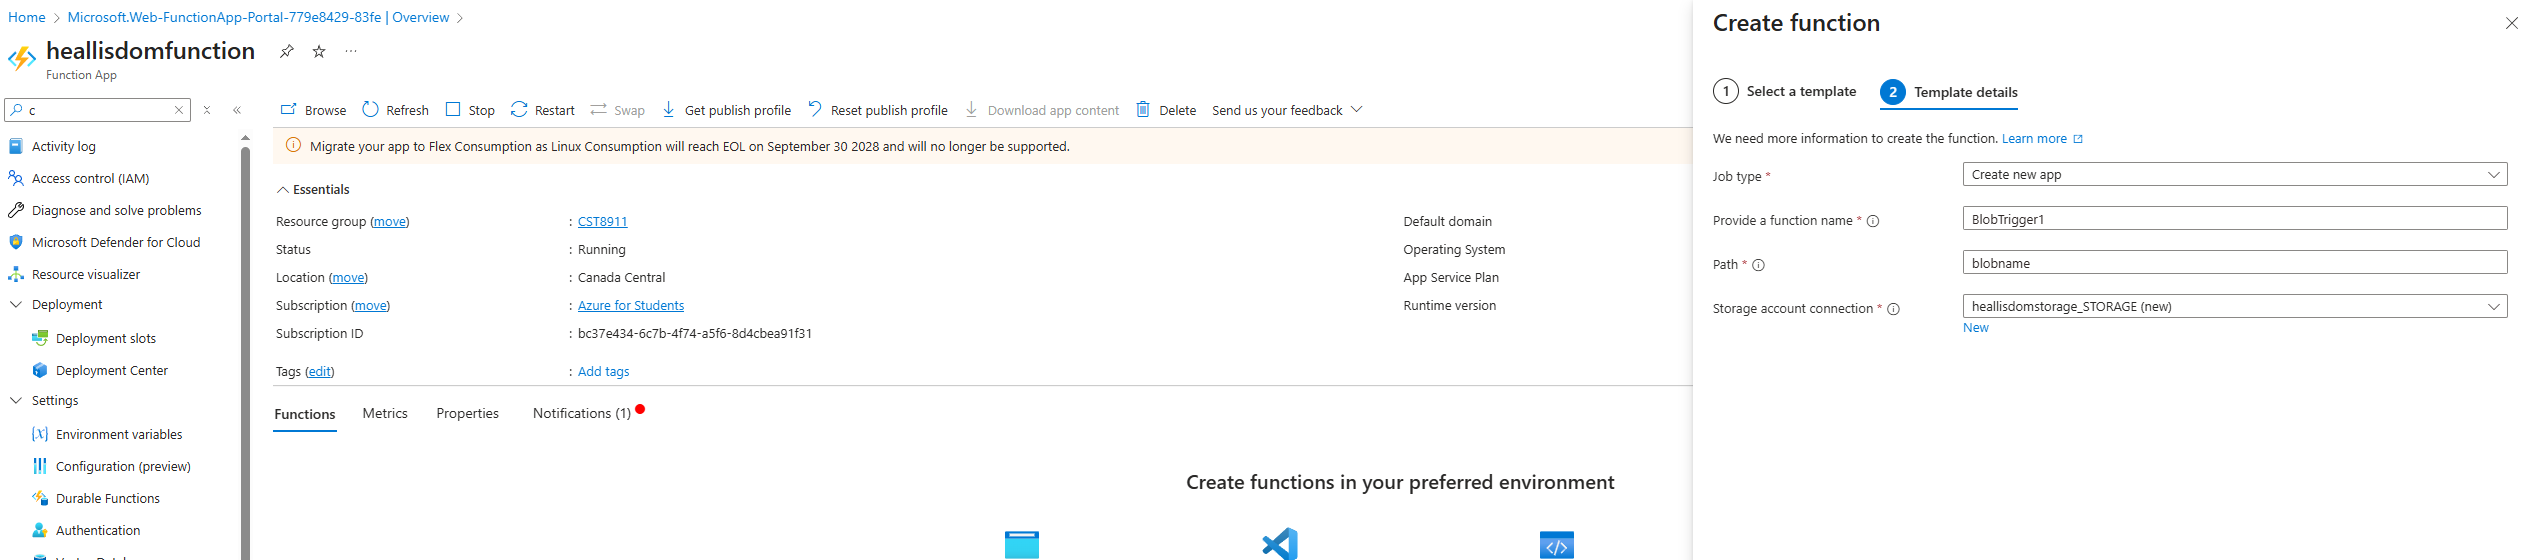 Home > Microsoft.Web-FunctionApp-Portal-779e8429-83fe | Overview >
heallisdomfunction
Function App
c
Activity log
Access control (IAM)
Diagnose and solve problems
Microsoft Defender for Cloud
Resource visualizer
Deployment
Deployment slots
Deployment Center
Settings
Environment variables
Configuration (preview)
Durable Functions
Authentication
Browse Refresh Stop Restart Swap Get publish profile Reset publish profile Download app content Delete Send us your feedback
Migrate your app to Flex Consumption as Linux Consumption will reach EOL on September 30 2028 and will no longer be supported.
Essentials
Resource group (move) : CST8911 Default domain
Status : Running Operating System
Location (move) : Canada Central App Service Plan
Subscription (move) : Azure for Students Runtime version
Subscription ID : bc37e434-6c7b-4f74-a5f6-8d4cbea91f31
Tags (edit) : Add tags
Functions Metrics Properties Notifications (1)
Create functions in your preferred environment
Create function
1 Select a template 2 Template details
We need more information to create the function. Learn more
Job type * Create new app
Provide a function name * BlobTrigger1
Path * blobname
Storage account connection * heallisdomstorage_STORAGE (new)
New